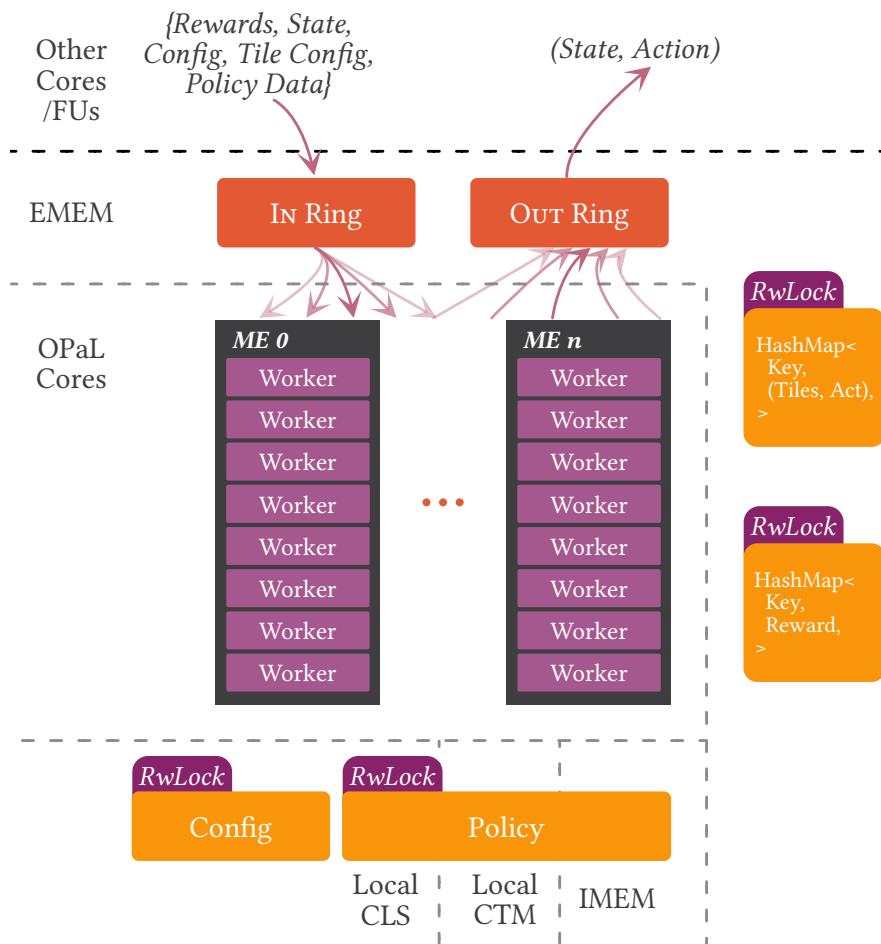 Other
Cores
/FUs
{Rewards, State,
Config, Tile Config,
Policy Data}
(State, Action)
EMEM
In Ring
Out Ring
OPaL
Cores
ME 0
Worker
Worker
Worker
Worker
Worker
Worker
Worker
Worker
...
ME n
Worker
Worker
Worker
Worker
Worker
Worker
Worker
Worker
RwLock
HashMap<
Key,
(Tiles, Act),
>
RwLock
HashMap<
Key,
Reward,
>
RwLock
Config
RwLock
Policy
Local
CLS
Local
CTM
IMEM